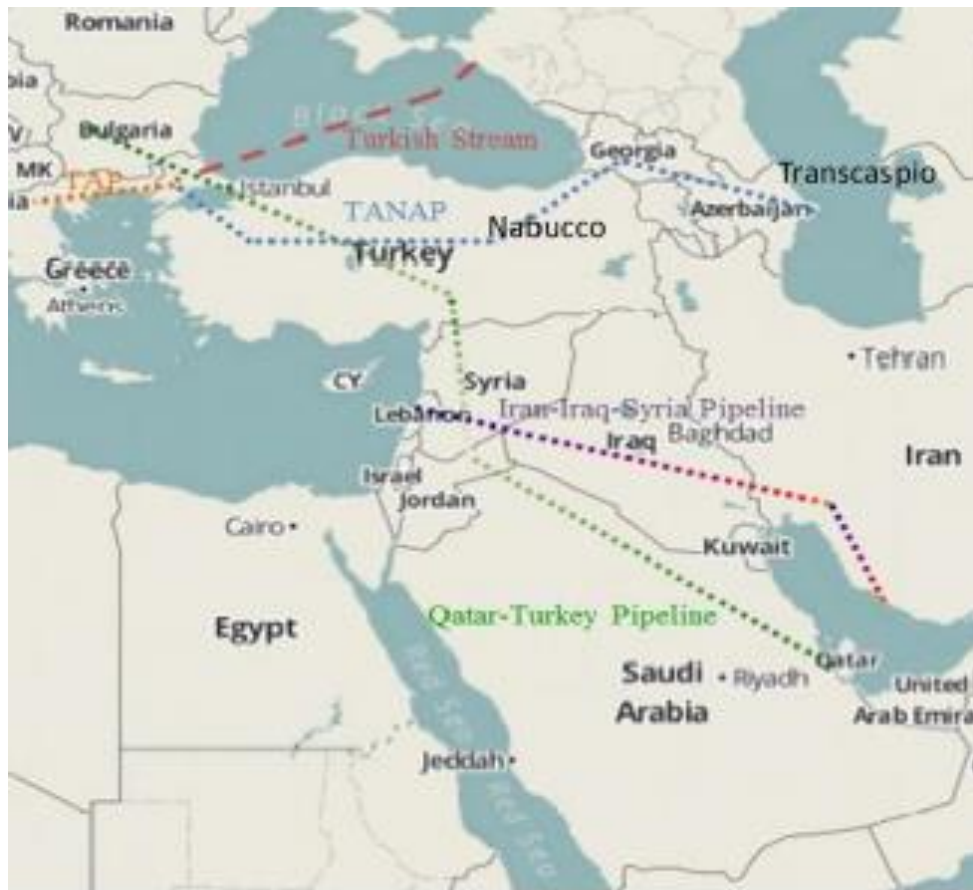 Romania
Bulgaria
Turkish Stream
MK
TAP
Istanbul
Georgia
Transcaspio
TANAP
Azerbaijan
Nabucco
Turkey
Greece
Athens
Tehran
CY
Syria
Lebanon
Iran-Iraq-Syria Pipeline
Iraq
Baghdad
Iran
Israel
Jordan
Cairo
Kuwait
Egypt
Qatar-Turkey Pipeline
Qatar
Saudi
Arabia
Riyadh
United
Arab Emira
Red Sea
Jeddah
Red Sea